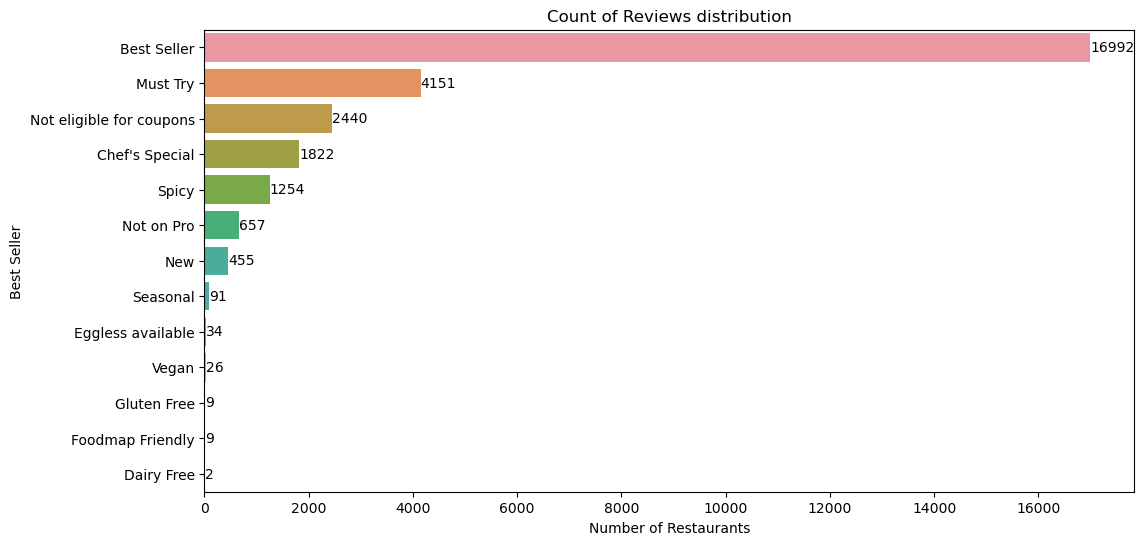 Count of Reviews distribution
Best Seller
Best Seller 16992
Must Try 4151
Not eligible for coupons 2440
Chef's Special 1822
Spicy 1254
Not on Pro 657
New 455
Seasonal 91
Eggless available 34
Vegan 26
Gluten Free 9
Foodmap Friendly 9
Dairy Free 2
0 2000 4000 6000 8000 10000 12000 14000 16000
Number of Restaurants